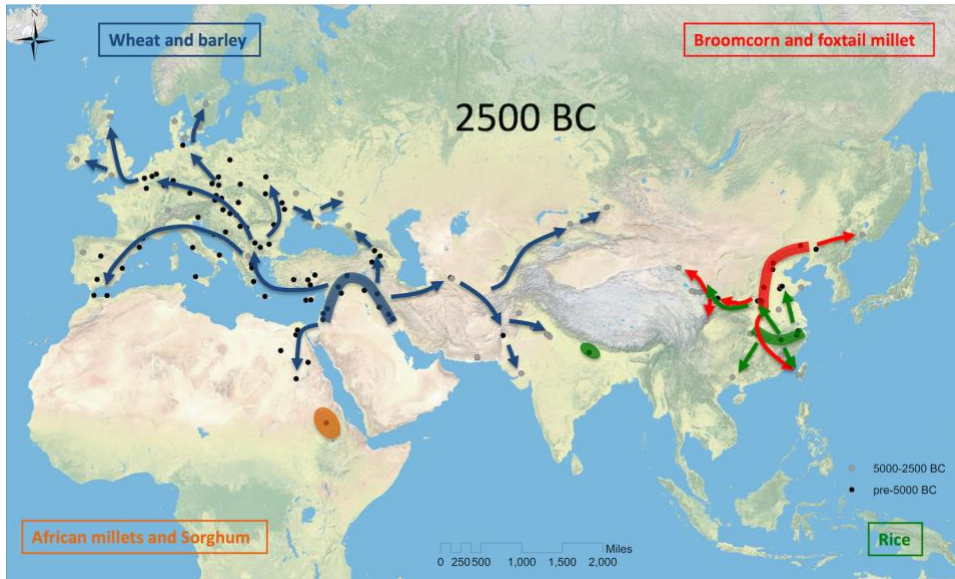 Wheat and barley
Broomcorn and foxtail millet
2500 BC
5000-2500 BC
pre-5000 BC
African millets and Sorghum
Rice
Miles
0 250 500 1,000 1,500 2,000